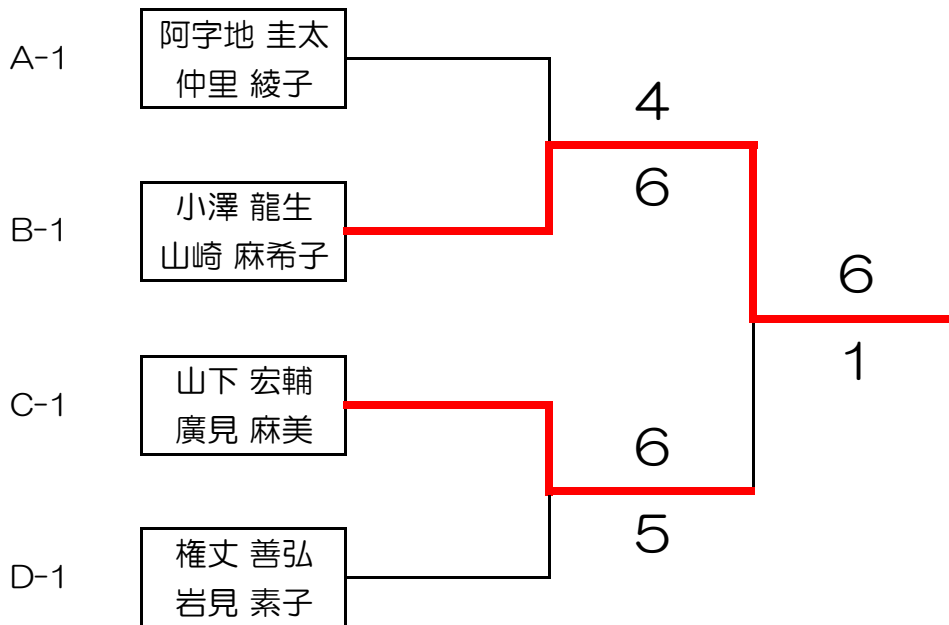 A-1
阿字地 圭太
仲里 綾子
4
6
B-1
小澤 龍生
山崎 麻希子
6
1
C-1
山下 宏輔
廣見 麻美
6
5
D-1
権丈 善弘
岩見 素子